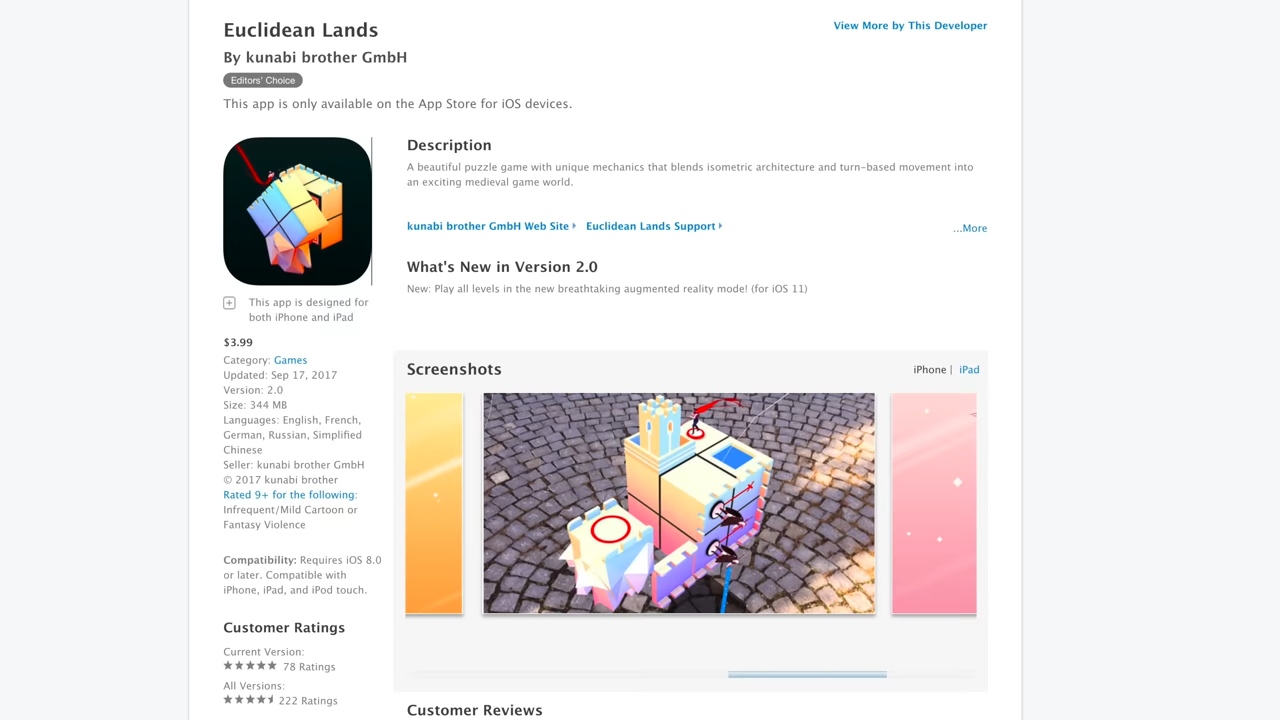 Euclidean Lands
View More by This Developer
By kunabi brother GmbH
Editors' Choice
This app is only available on the App Store for iOS devices.
Description
A beautiful puzzle game with unique mechanics that blends isometric architecture and turn-based movement into
an exciting medieval game world.
kunabi brother GmbH Web Site
Euclidean Lands Support
...More
What's New in Version 2.0
New: Play all levels in the new breathtaking augmented reality mode! (for iOS 11)
This app is designed for
both iPhone and iPad
$3.99
Category: Games
Updated: Sep 17, 2017
Version: 2.0
Size: 344 MB
Languages: English, French,
German, Russian, Simplified
Chinese
Seller: kunabi brother GmbH
© 2017 kunabi brother
Rated 9+ for the following:
Infrequent/Mild Cartoon or
Fantasy Violence
Compatibility: Requires iOS 8.0
or later. Compatible with
iPhone, iPad, and iPod touch.
Customer Ratings
Current Version:
78 Ratings
All Versions:
222 Ratings
Screenshots
iPhone | iPad
Customer Reviews